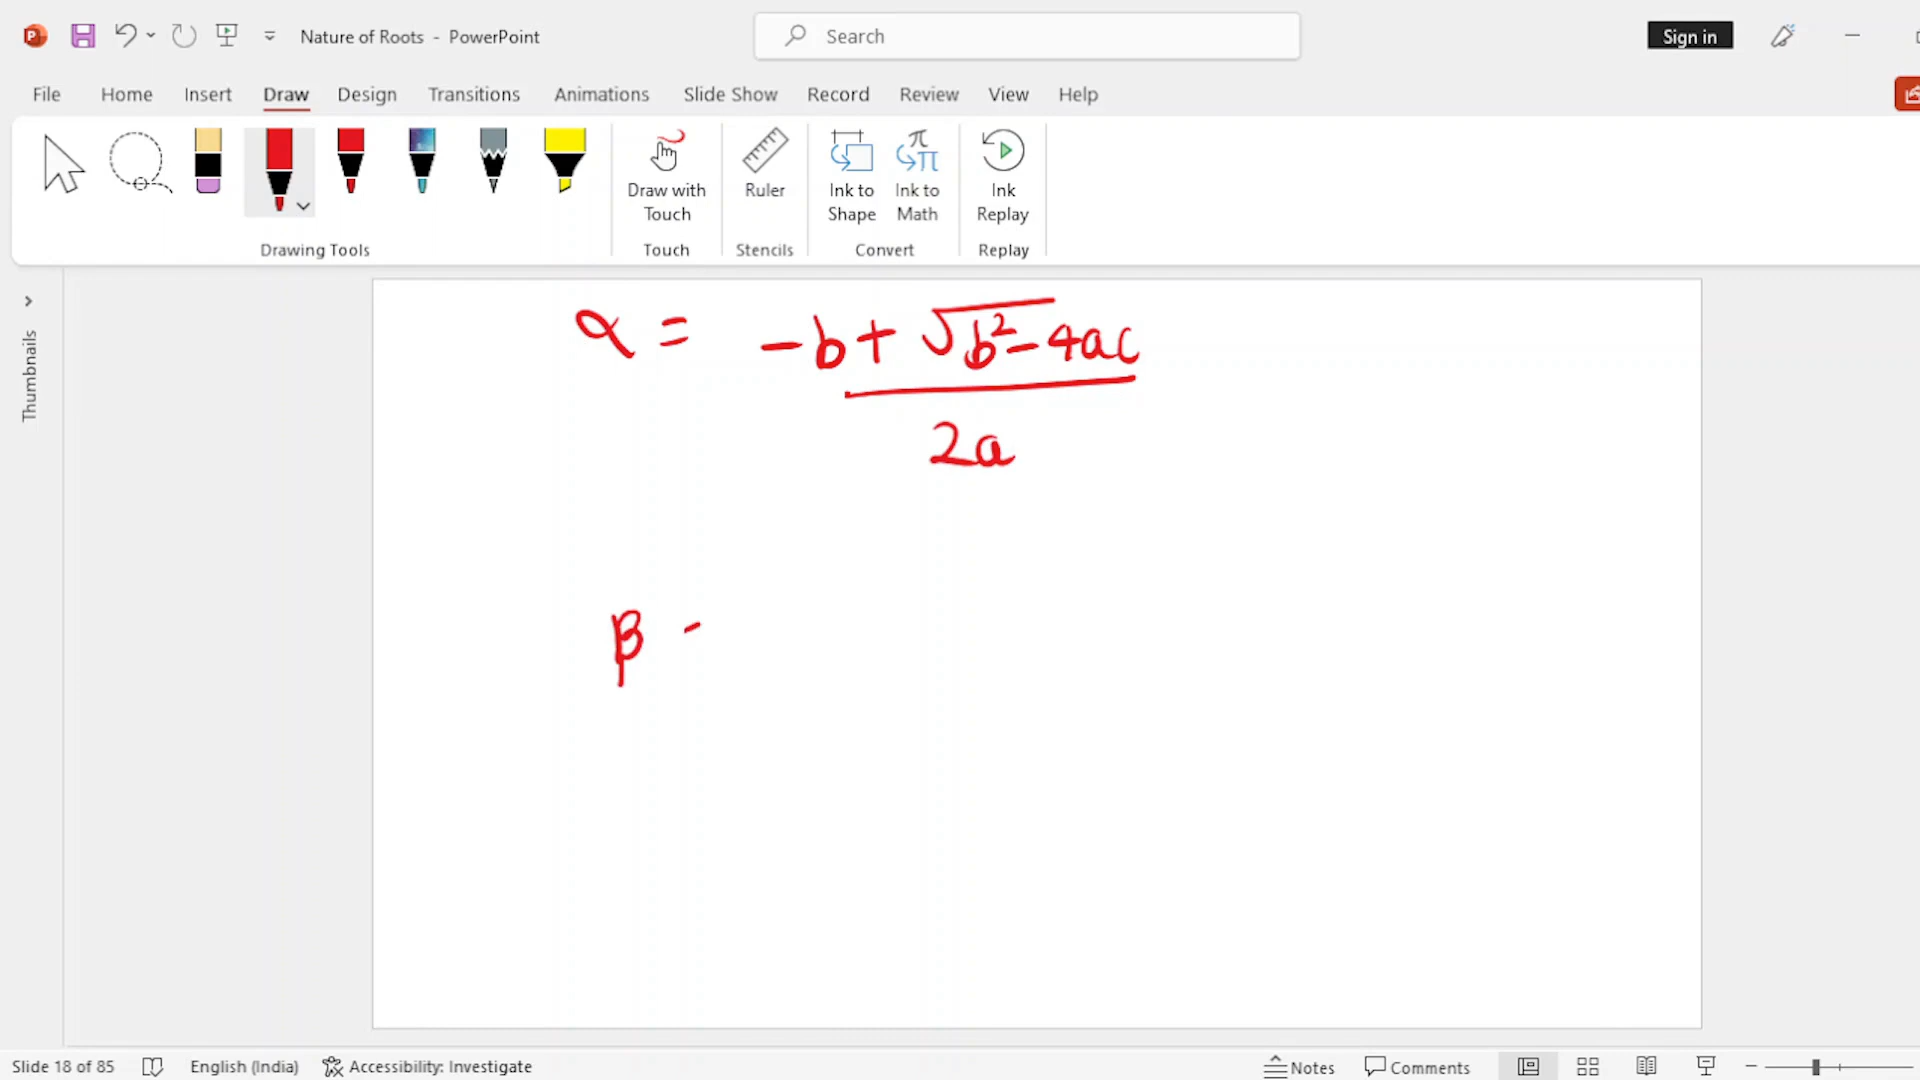 Nature of Roots - PowerPoint
Search
Sign in
File Home Insert Draw Design Transitions Animations Slide Show Record Review View Help
Draw with Touch
Ruler
Ink to Shape
Ink to Math
Ink Replay
Drawing Tools Touch Stencils Convert Replay
Thumbnails
α = -b + √b² - 4ac
2a
β -
Slide 18 of 85 English (India) Accessibility: Investigate Notes Comments